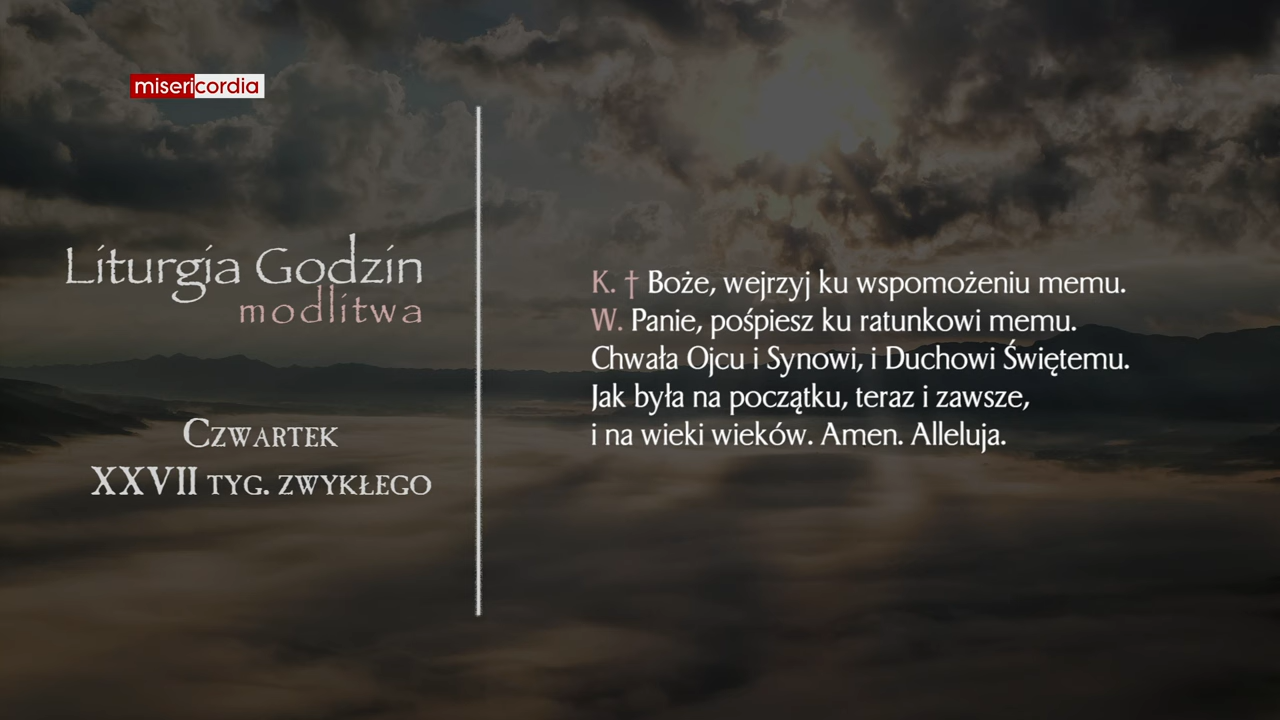 misericordia
Liturgia Godzin
modlitwa
Czwartek
XXVII tyg. zwykłego
K. † Boże, wejrzyj ku wspomożeniu memu.
W. Panie, pośpiesz ku ratunkowi memu.
Chwała Ojcu i Synowi, i Duchowi Świętemu.
Jak była na początku, teraz i zawsze,
i na wieki wieków. Amen. Alleluja.